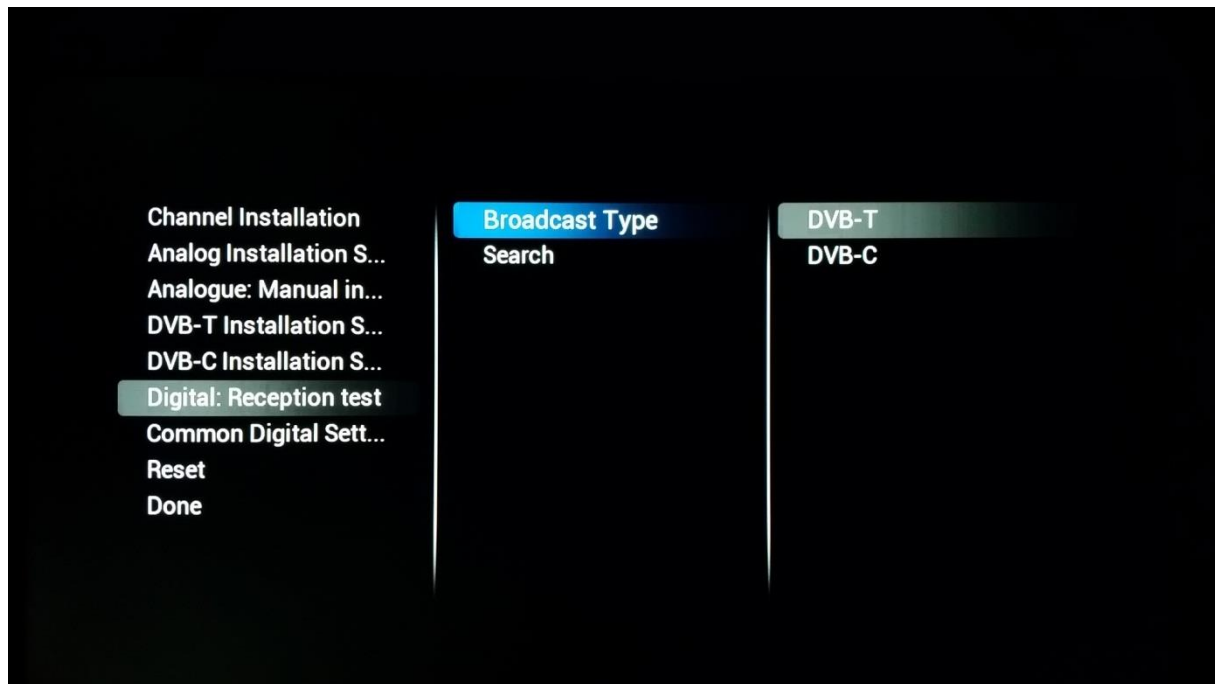 Channel Installation
Analog Installation S...
Analogue: Manual in...
DVB-T Installation S...
DVB-C Installation S...
Digital: Reception test
Common Digital Sett...
Reset
Done
Broadcast Type
Search
DVB-T
DVB-C